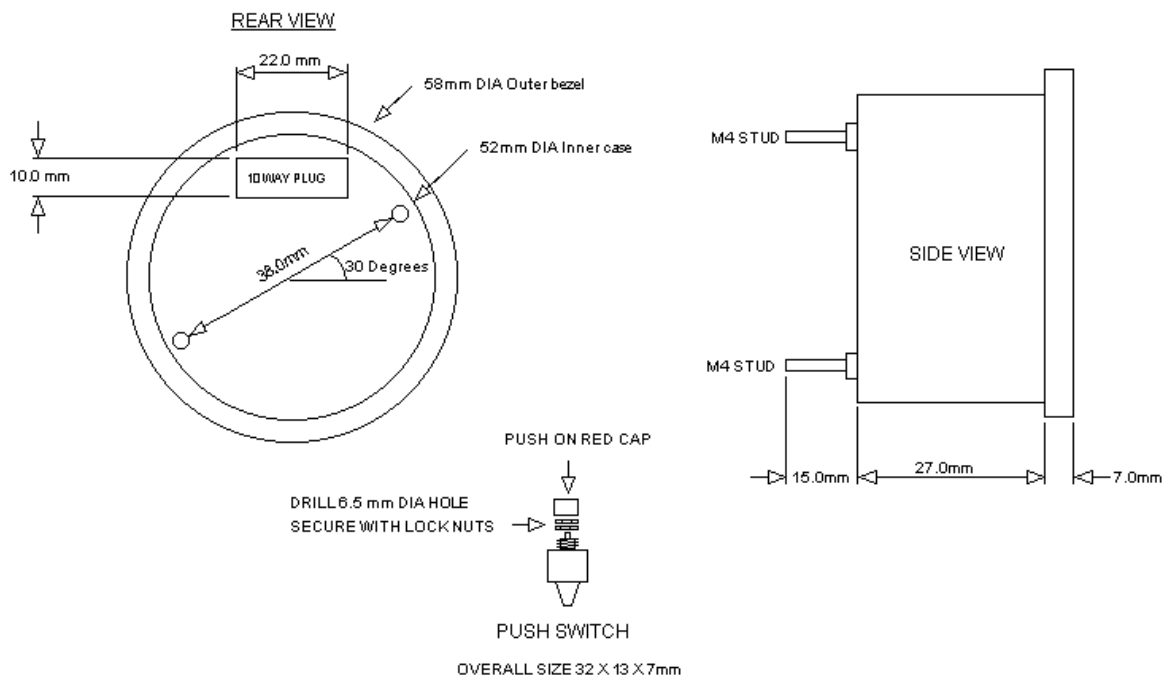 REAR VIEW
22.0 mm
58mm DIA Outer bezel
52mm DIA Inner case
10.0 mm
10WAY PLUG
38.0mm
30 Degrees
M4 STUD
SIDE VIEW
M4 STUD
15.0mm
27.0mm
7.0mm
PUSH ON RED CAP
DRILL 6.5 mm DIA HOLE
SECURE WITH LOCK NUTS
PUSH SWITCH
OVERALL SIZE 32 X 13 X 7mm